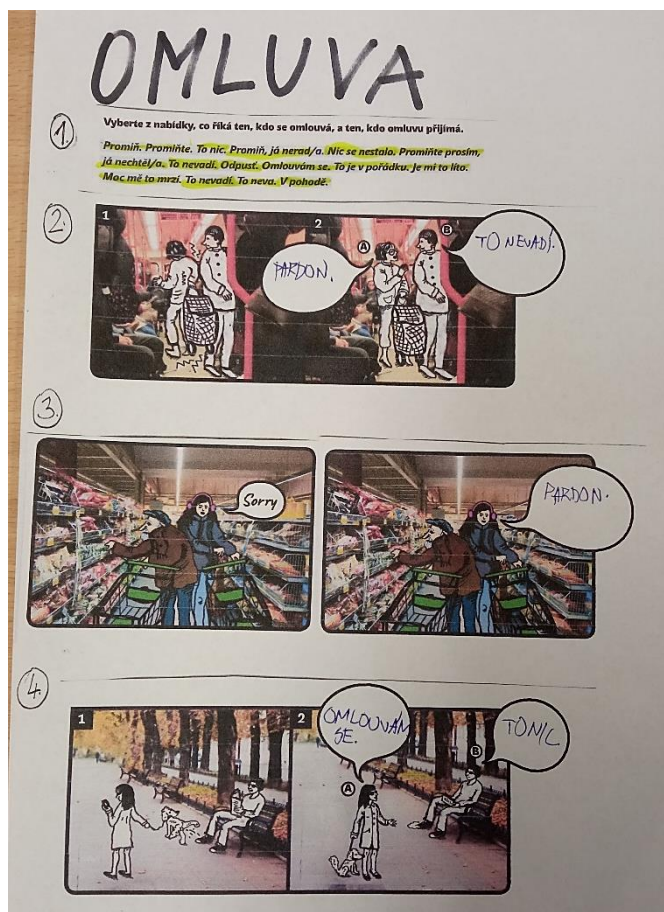 OMLUVA
1.
Vyberte z nabídky, co říká ten, kdo se omlouvá, a ten, kdo omluvu přijímá.
Promiň. Promiňte. To nic. Promiň, já nerad/a. Nic se nestalo. Promiňte prosím,
já nechtěl/a. To nevadí. Odpusť. Omlouvám se. To je v pořádku. Je mi to líto.
Moc mě to mrzí. To nevadí. To neva. V pohodě.
2.
1
2
A
B
PARDON.
TO NEVADÍ.
3.
Sorry
PARDON.
4.
1
2
OMLOUVÁM
SE.
A
B
TO NIC